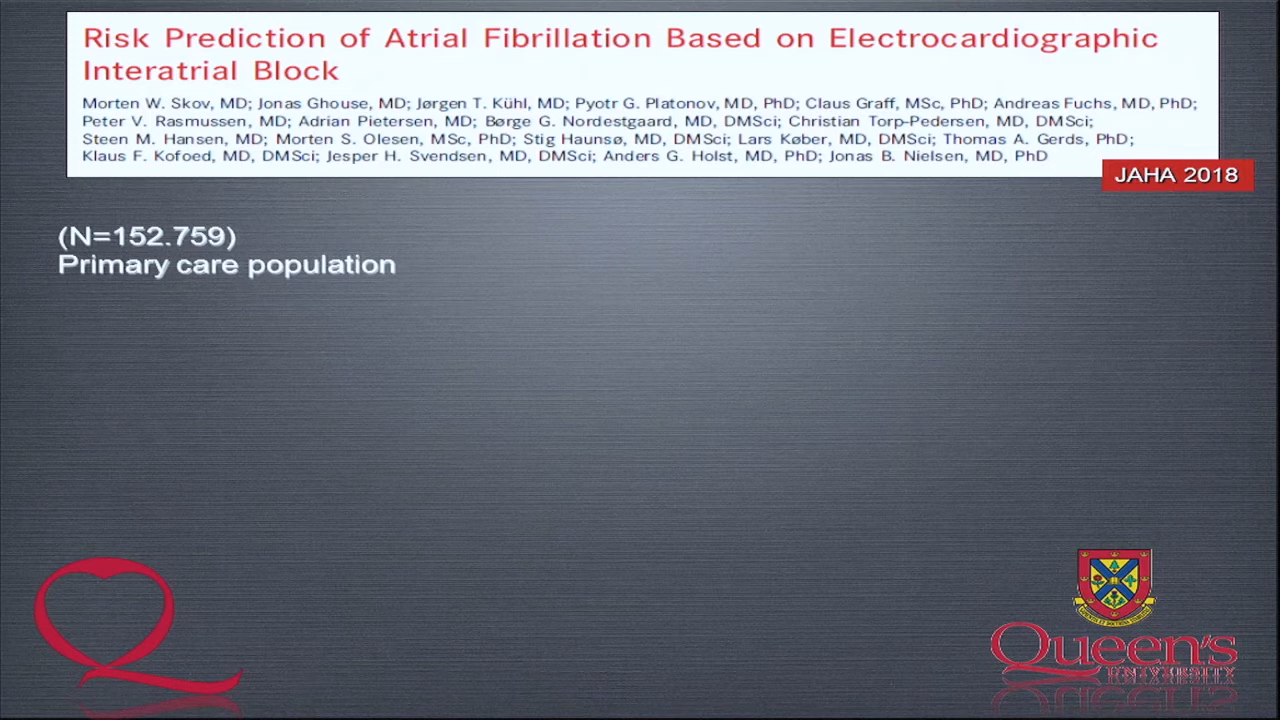 Risk Prediction of Atrial Fibrillation Based on Electrocardiographic
Interatrial Block
Morten W. Skov, MD; Jonas Ghouse, MD; Jørgen T. Kühl, MD; Pyotr G. Platonov, MD, PhD; Claus Graff, MSc, PhD; Andreas Fuchs, MD, PhD;
Peter V. Rasmussen, MD; Adrian Pietersen, MD; Børge G. Nordestgaard, MD, DMSci; Christian Torp-Pedersen, MD, DMSci;
Steen M. Hansen, MD; Morten S. Olesen, MSc, PhD; Stig Haunsø, MD, DMSci; Lars Køber, MD, DMSci; Thomas A. Gerds, PhD;
Klaus F. Kofoed, MD, DMSci; Jesper H. Svendsen, MD, DMSci; Anders G. Holst, MD, PhD; Jonas B. Nielsen, MD, PhD
JAHA 2018
(N=152.759)
Primary care population
Queen's
UNIVERSITY